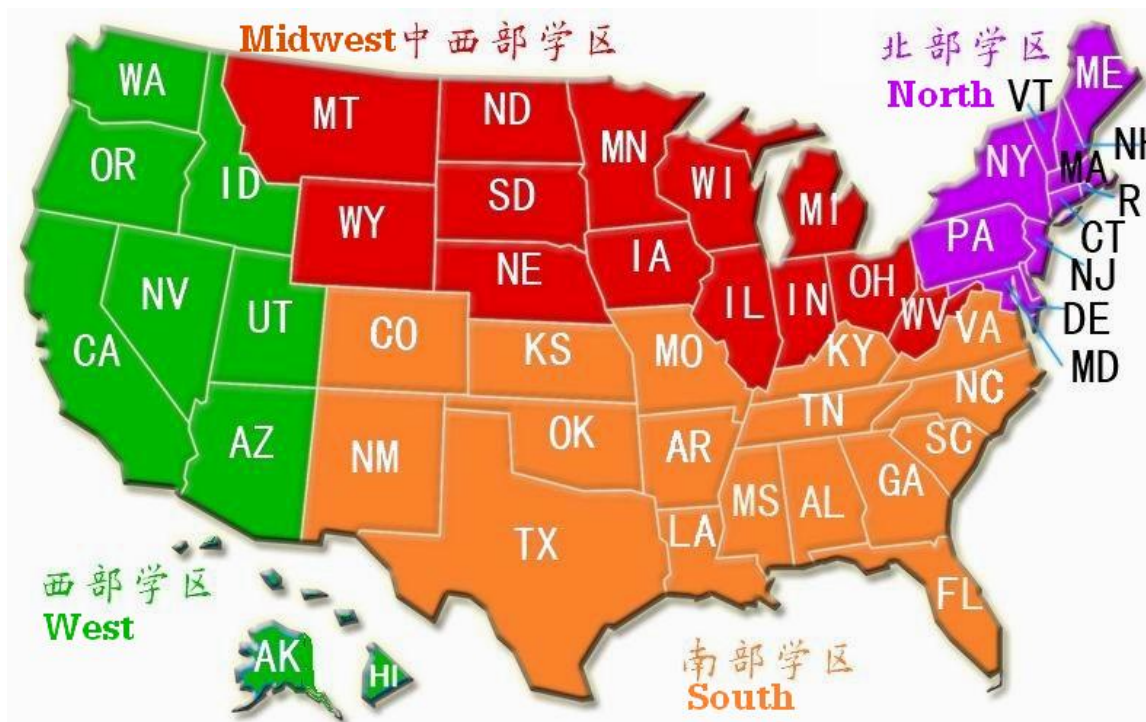 Midwest中西部学区
北部学区
North
VT
ME
WA
MT
ND
MN
OR
ID
SD
WI
MI
NY
NH
MA
R
WY
NE
IA
PA
CT
NJ
NV
UT
CO
KS
MO
IL
IN
OH
WV
VA
KY
DE
MD
CA
AZ
NM
OK
AR
TN
NC
SC
TX
LA
MS
AL
GA
FL
西部学区
West
AK
HI
南部学区
South